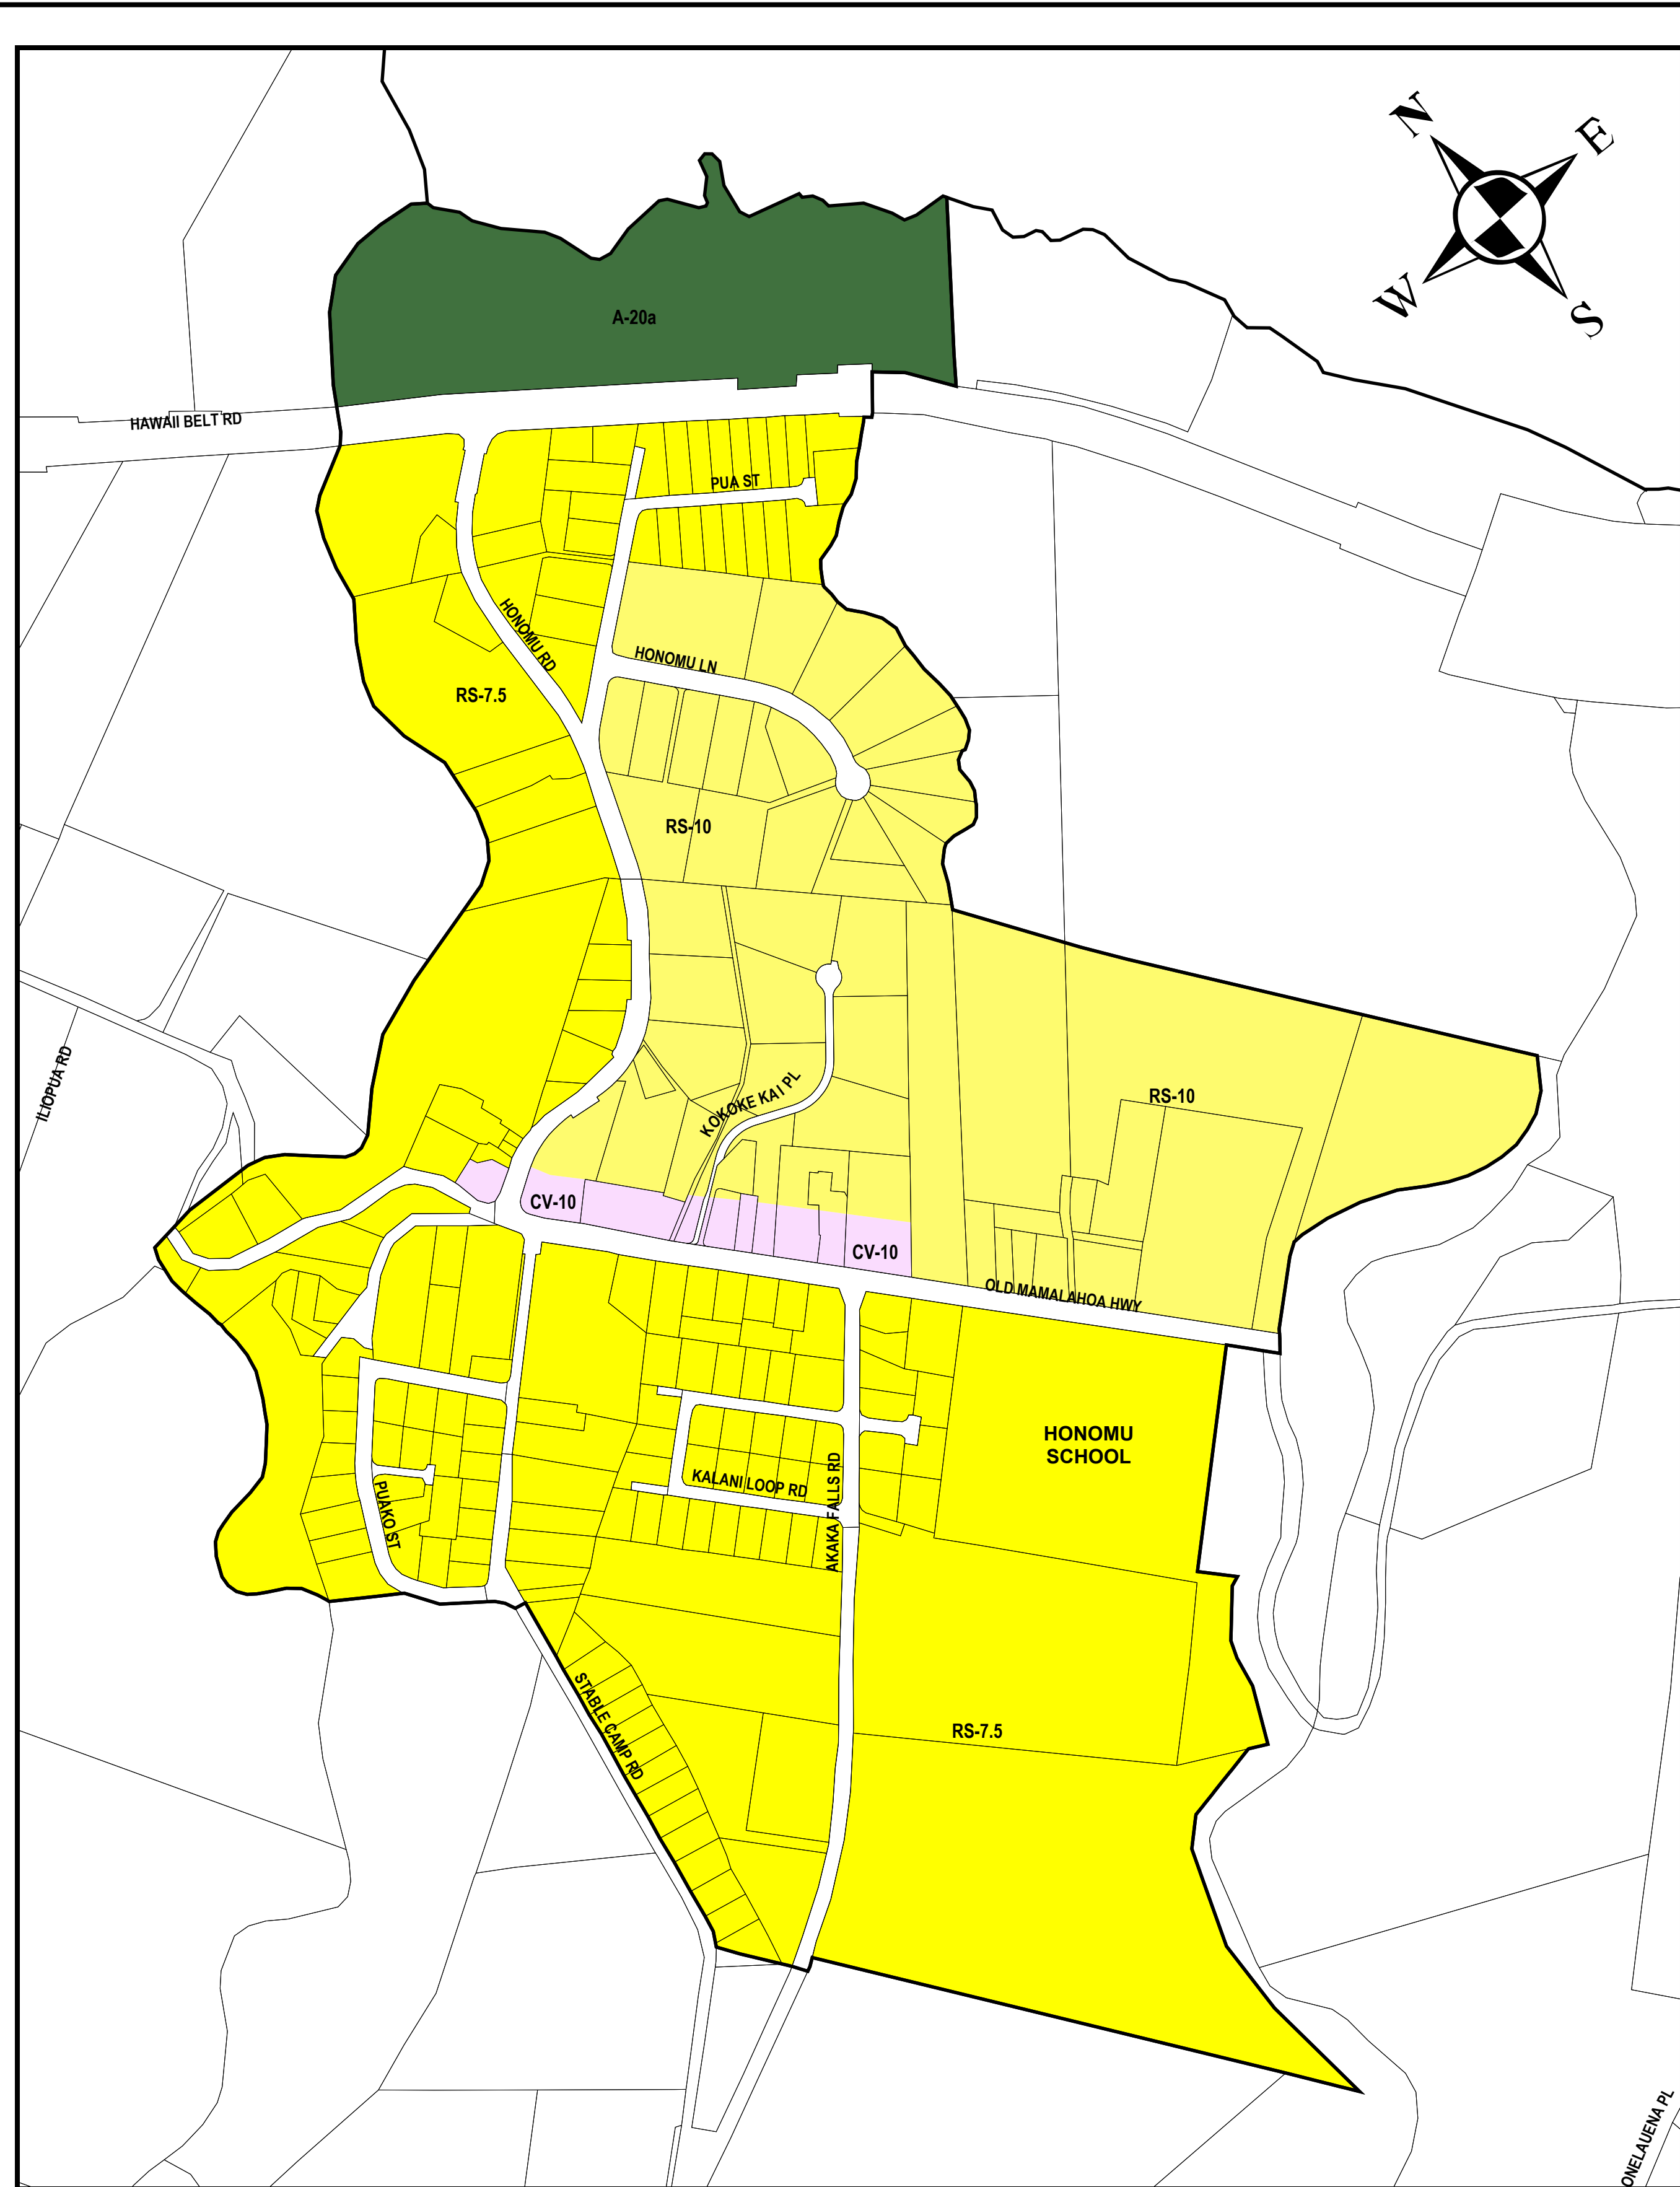 N
E
W
S
A-20a
HAWAII BELT RD
PUA ST
HONOMU RD
HONOMU LN
RS-7.5
RS-10
ILIOPUA RD
KOKOKE KAI PL
RS-10
CV-10
CV-10
OLD MAMALAHOA HWY
HONOMU
SCHOOL
KALANI LOOP RD
AKAKA FALLS RD
PUAKO ST
STABLE CAMP RD
RS-7.5
ONELAUENA PL